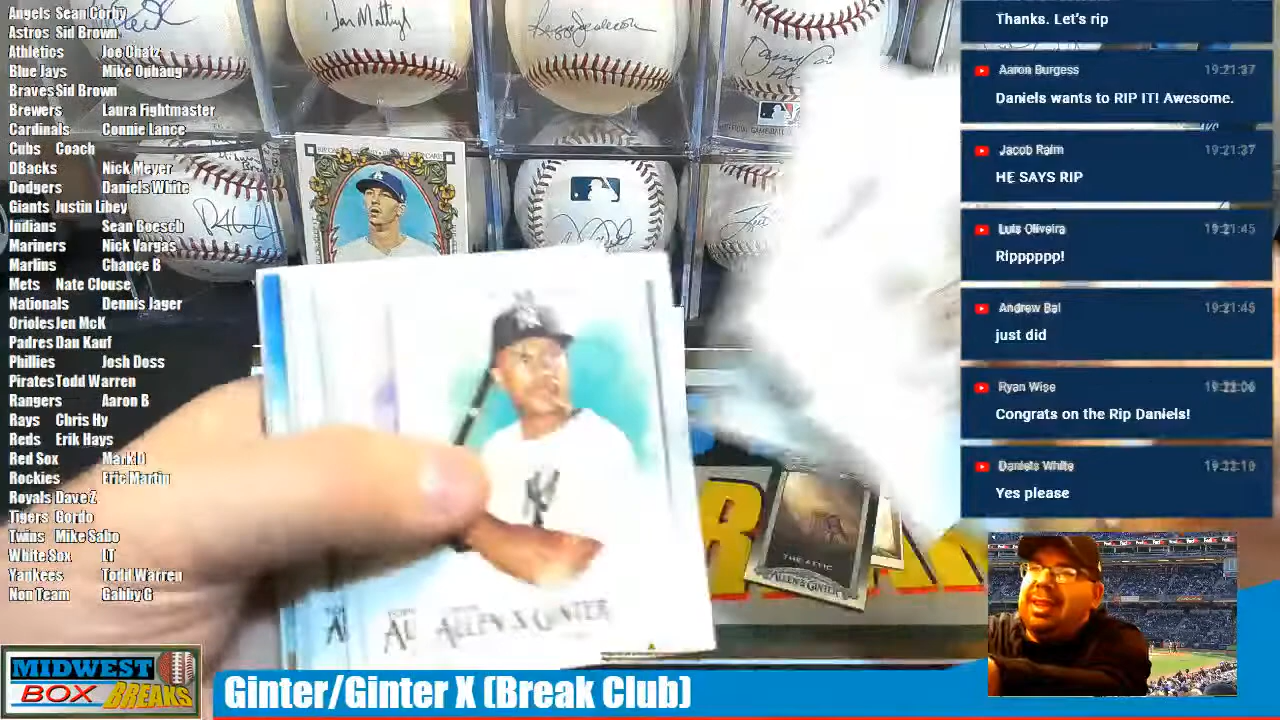 Angels Sean Corby
Astros Sid Brown
Athletics Joe Chatz
Blue Jays Mike Ophaug
Braves Sid Brown
Brewers Laura Fightmaster
Cardinals Connie Lance
Cubs Coach
DBacks Nick Meyer
Dodgers Daniels White
Giants Justin Libey
Indians Sean Boesch
Mariners Nick Vargas
Marlins Chance B
Mets Nate Clouse
Nationals Dennis Jager
Orioles Jen McK
Padres Dan Kauf
Phillies Josh Doss
Pirates Todd Warren
Rangers Aaron B
Rays Chris Hy
Reds Erik Hays
Red Sox Mark D
Rockies Eric Martin
Royals Dave Z
Tigers Gordo
Twins Mike Sabo
White Sox LT
Yankees Todd Warren
Non Team Gabby G
Thanks. Let's rip
Aaron Burgess 19:21:37
Daniels wants to RIP IT! Awesome.
Jacob Raim 19:21:37
HE SAYS RIP
Luis Oliveira 19:21:45
Ripppppp!
Andrew Bal 19:21:45
just did
Ryan Wise 19:22:06
Congrats on the Rip Daniels!
Daniels White 19:22:10
Yes please
THE ATTIC
ALLEN & GINTER
ALLEN & GINTER
MIDWEST
BOX BREAKS
Ginter/Ginter X (Break Club)